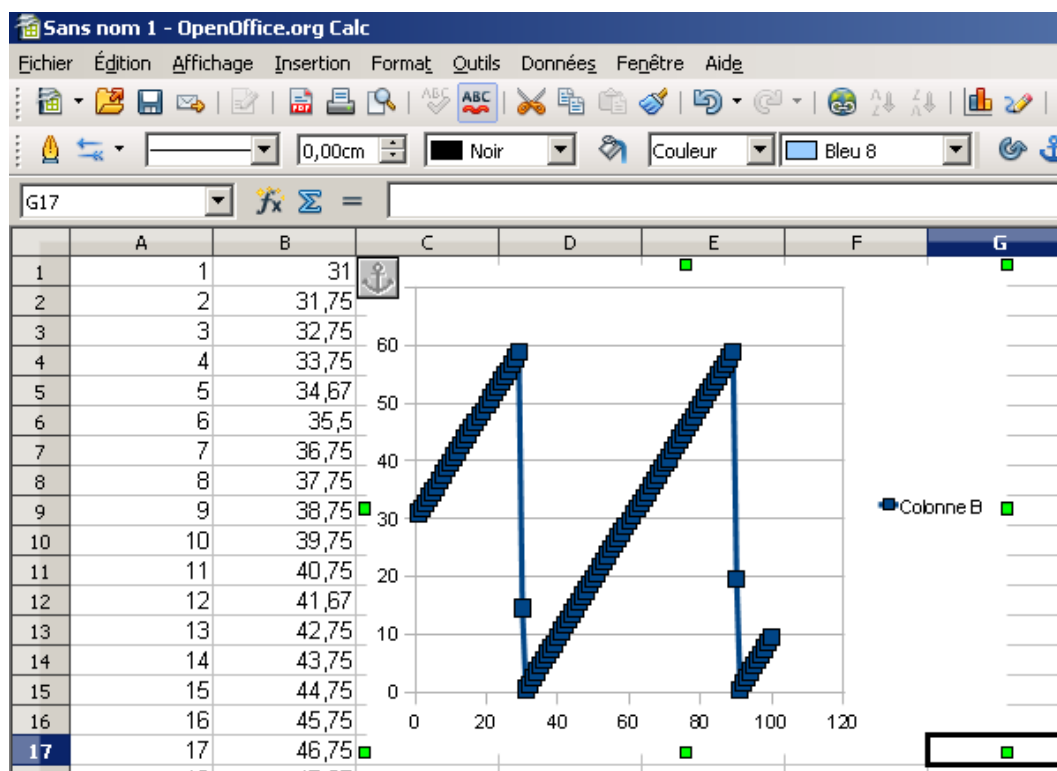 Sans nom 1 - OpenOffice.org Calc
Fichier Édition Affichage Insertion Format Outils Données Fenêtre Aide
PDF ABC ABC
0,00cm Noir Couleur Bleu 8
G17
A B C D E F G
1 1 31
2 2 31,75
3 3 32,75
4 4 33,75
5 5 34,67
6 6 35,5
7 7 36,75
8 8 37,75
9 9 38,75
10 10 39,75
11 11 40,75
12 12 41,67
13 13 42,75
14 14 43,75
15 15 44,75
16 16 45,75
17 17 46,75
60
50
40
30
20
10
0
0 20 40 60 80 100 120
Colonne B